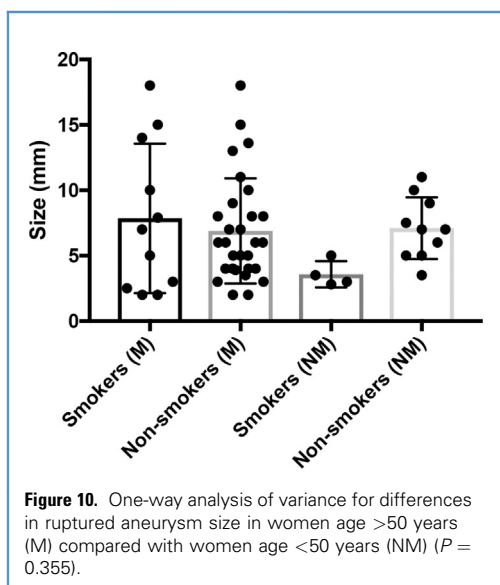 20
15
10
5
0
Size (mm)
Smokers (M)
Non-smokers (M)
Smokers (NM)
Non-smokers (NM)
Figure 10. One-way analysis of variance for differences
in ruptured aneurysm size in women age >50 years
(M) compared with women age <50 years (NM) (P =
0.355).